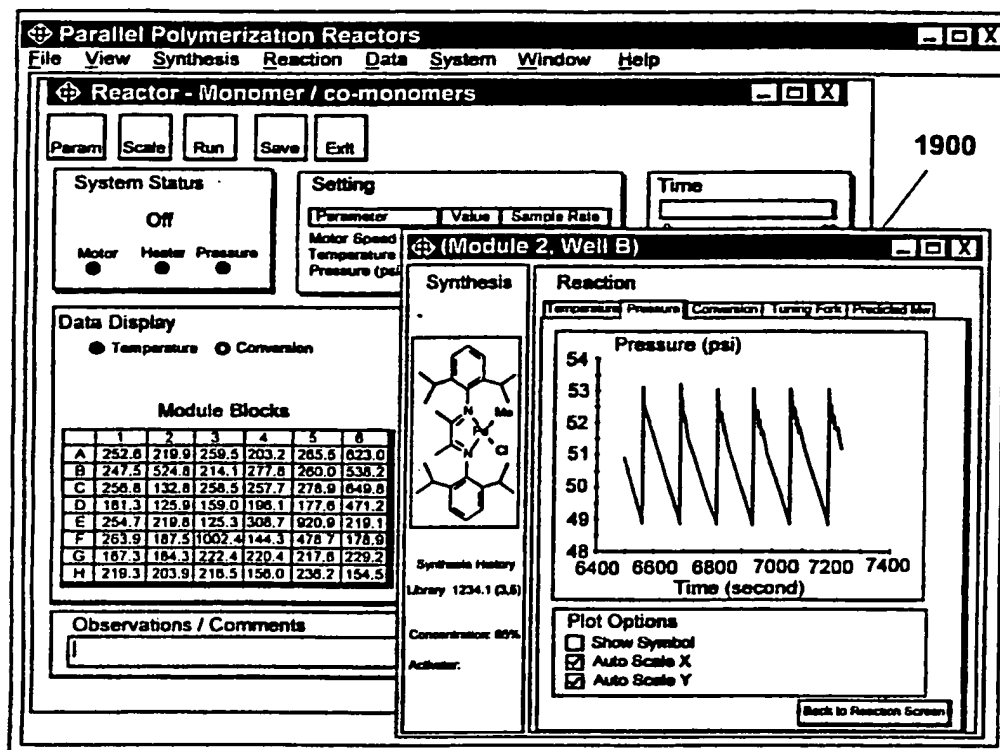 Parallel Polymerization Reactors
File View Synthesis Reaction Data System Window Help
Reactor - Monomer / co-monomers
Param Scale Run Save Exit
1900
System Status
Off
Motor Heater Pressure
Setting
Parameter Value Sample Rate
Motor Speed
Temperature
Pressure (psi
Time
Data Display
Temperature Conversion
Module Blocks
1 2 3 4 5 6
A 252.6 219.9 259.5 203.2 265.5 623.0
B 247.5 524.8 214.1 277.8 260.0 538.2
C 256.8 132.8 258.5 257.7 278.9 649.8
D 181.3 125.9 159.0 196.1 177.6 471.2
E 254.7 219.8 125.3 308.7 920.9 219.1
F 263.9 187.5 1002.4 144.3 478.7 178.9
G 187.3 184.3 222.4 220.4 217.6 229.2
H 219.3 203.9 218.5 156.0 236.2 154.5
Observations / Comments
(Module 2, Well B)
Synthesis
N
Me
Cl
N
Synthesis History
Library 1234.1 (3,5)
Concentration: 85%
Activator:
Reaction
Temperature Pressure Conversion Tuning Fork Predicted Mw
Pressure (psi)
54
53
52
51
50
49
48
6400 6600 6800 7000 7200 7400
Time (second)
Plot Options
Show Symbol
Auto Scale X
Auto Scale Y
Back to Reaction Screen